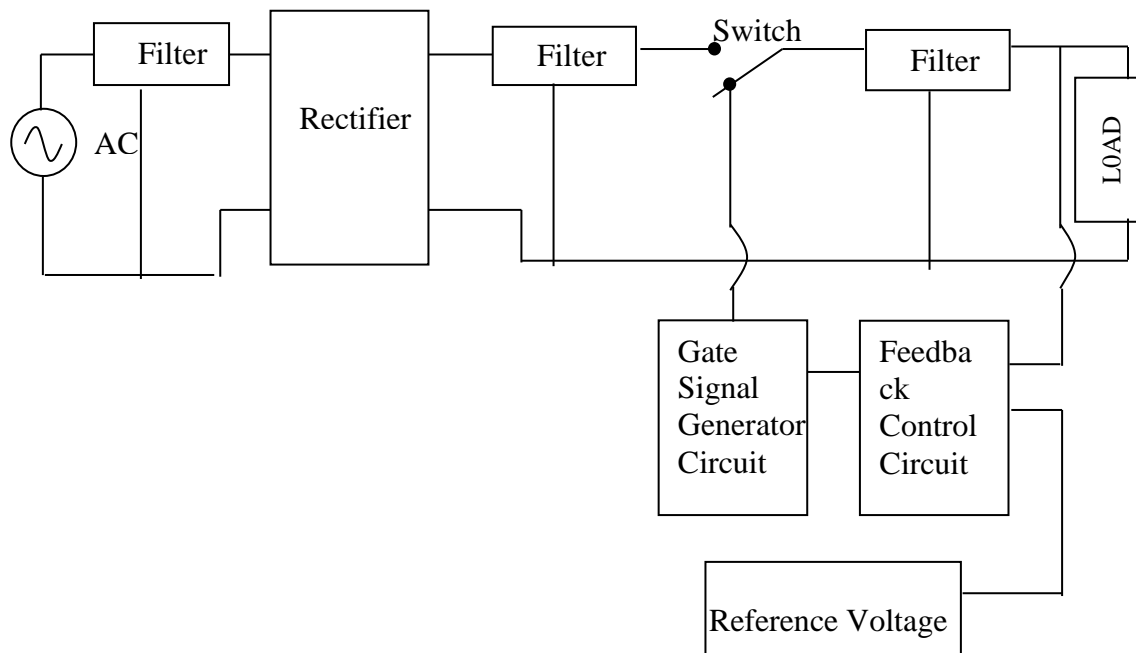 Switch
Filter
Filter
Filter
Rectifier
AC
L0AD
Gate
Signal
Generator
Circuit
Feedba
ck
Control
Circuit
Reference Voltage